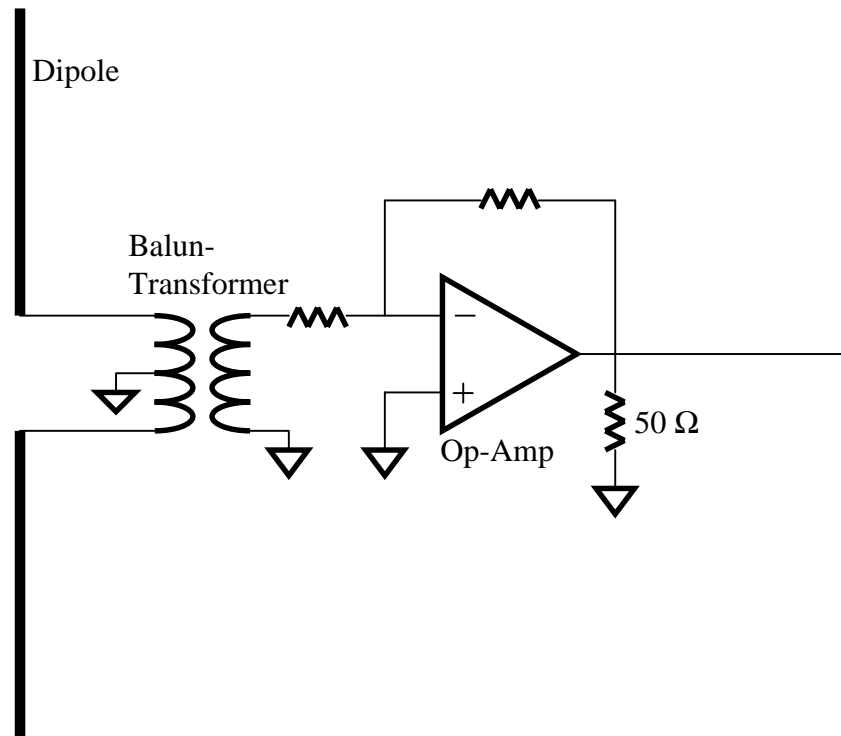 Dipole
Balun-
Transformer
−
+
Op-Amp
50 Ω